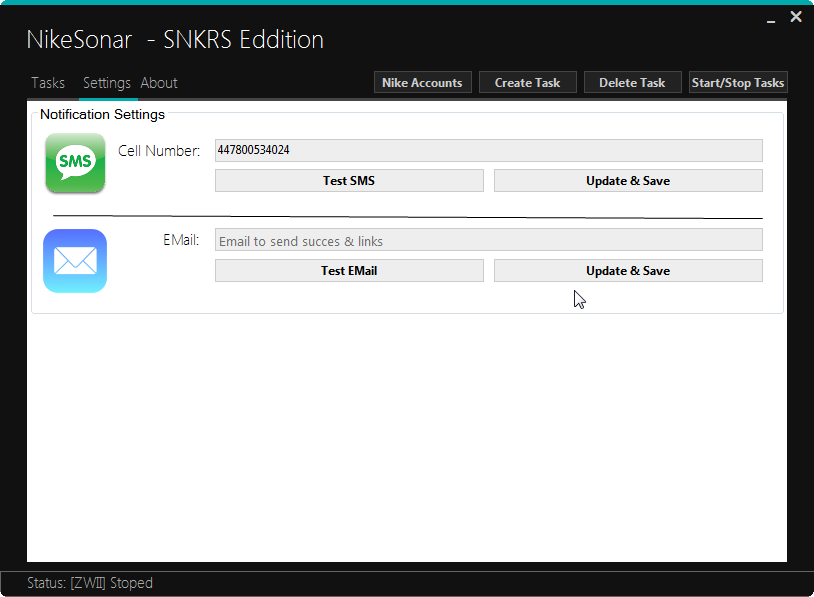 NikeSonar - SNKRS Eddition
Tasks Settings About Nike Accounts Create Task Delete Task Start/Stop Tasks
Notification Settings
SMS Cell Number: 447800534024
Test SMS Update & Save
EMail: Email to send succes & links
Test EMail Update & Save
Status: [ZWII] Stoped